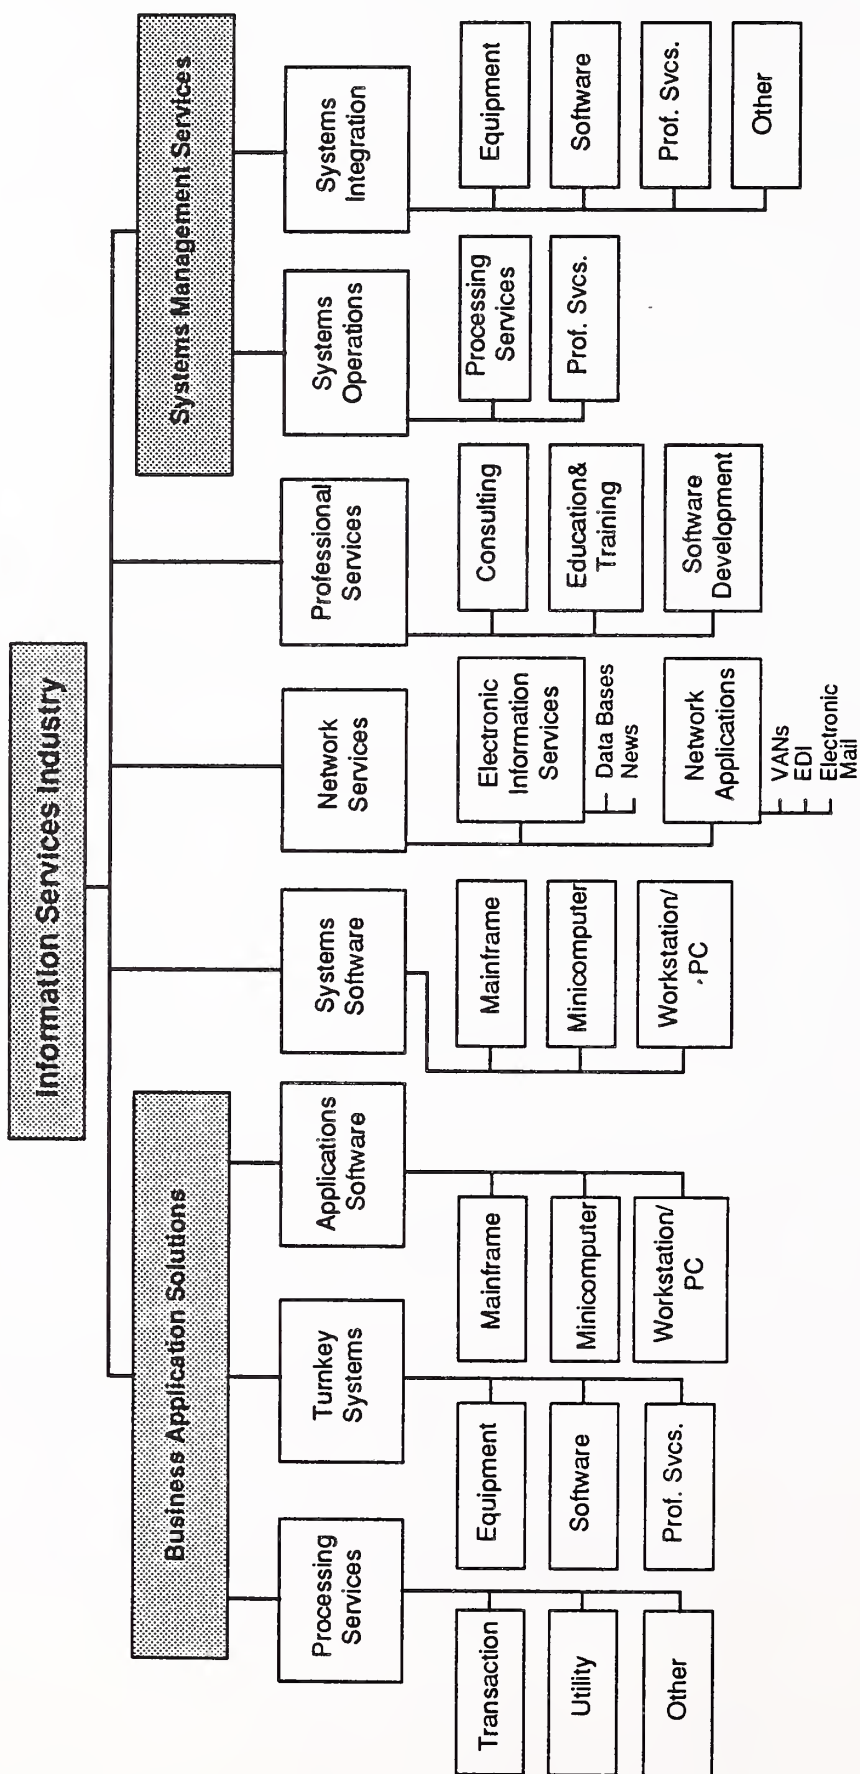 Information Services Industry
Business Application Solutions
Systems Management Services
Processing
Services
Turnkey
Systems
Applications
Software
Systems
Software
Network
Services
Professional
Services
Systems
Operations
Systems
Integration
Transaction
Utility
Other
Equipment
Software
Prof. Svcs.
Mainframe
Minicomputer
Workstation/
PC
Mainframe
Minicomputer
Workstation/
PC
Electronic
Information
Services
Data Bases
News
Network
Applications
VANs
EDI
Electronic
Mail
Consulting
Education&
Training
Software
Development
Processing
Services
Prof. Svcs.
Equipment
Software
Prof. Svcs.
Other